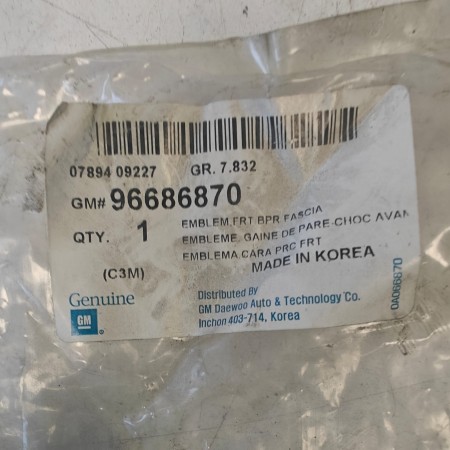 07894 09227 GR. 7.832
GM# 96686870
QTY. 1
EMBLEM,FRT BPR FASCIA
EMBLEME, GAINE DE PARE-CHOC AVAN
EMBLEMA,CARA PRC FRT
MADE IN KOREA
(C3M)
Genuine
GM
Distributed By
GM Daewoo Auto & Technology Co.
Inchon 403-714, Korea